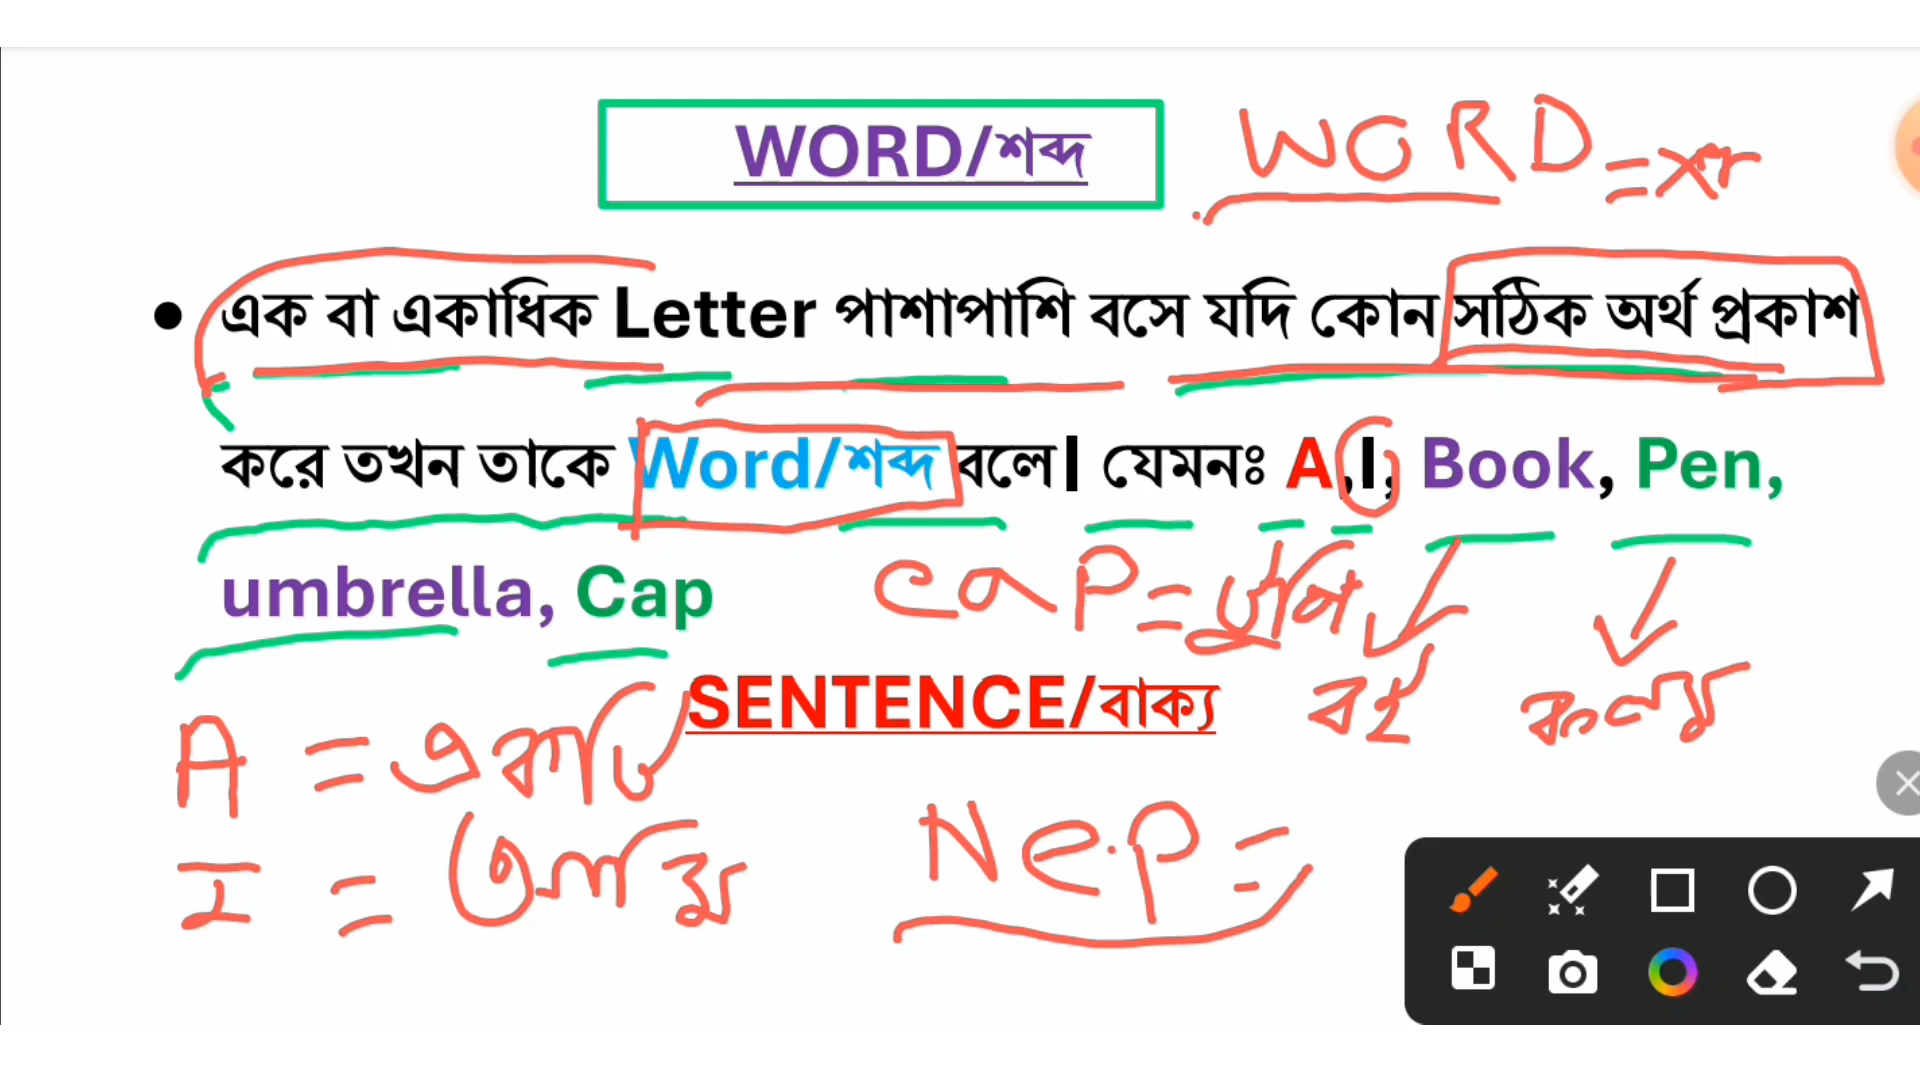 WORD/শব্দ WORD=
• এক বা একাধিক Letter পাশাপাশি বসে যদি কোন সঠিক অর্থ প্রকাশ
করে তখন তাকে Word/শব্দ বলে। যেমনঃ A,I, Book, Pen,
umbrella, Cap cap=টুপি
SENTENCE/বাক্য বই কলম
A = একটি
I = আমি Nep=